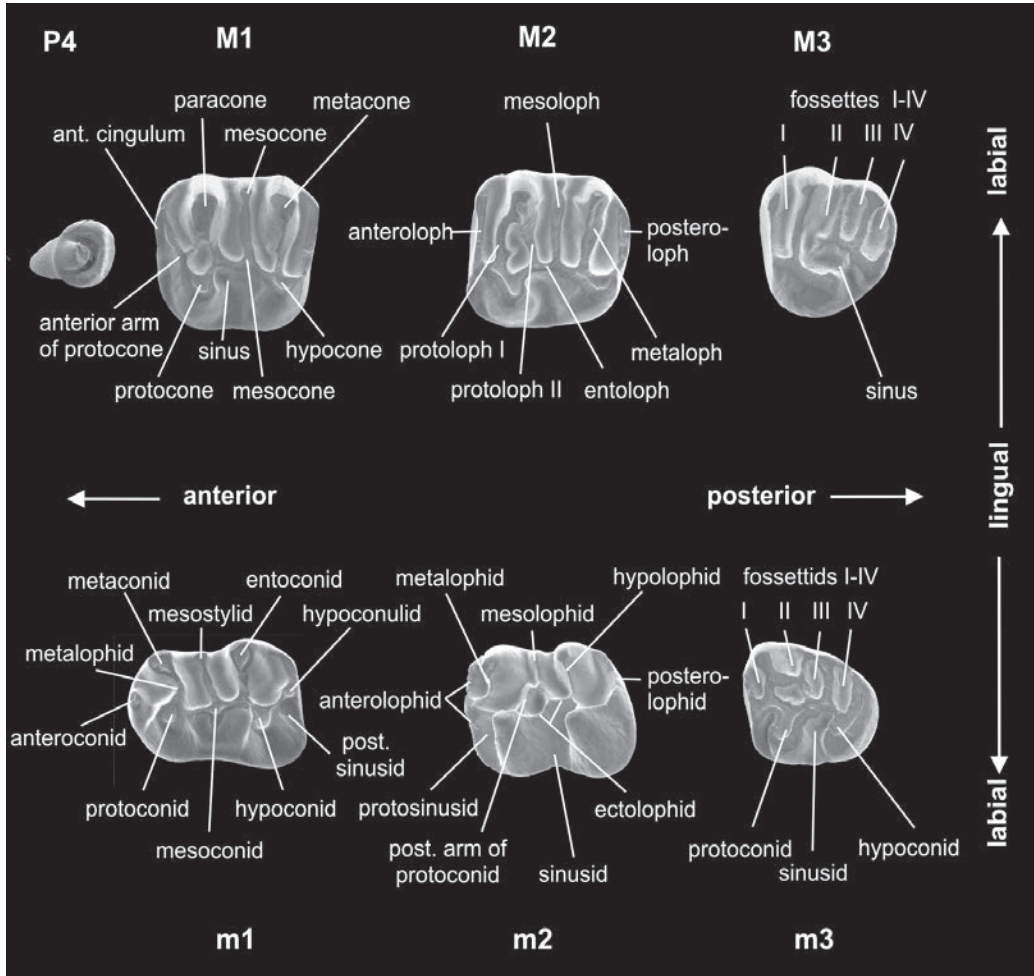 P4
M1
M2
M3
paracone
metacone
ant. cingulum
mesocone
mesoloph
fossettes I-IV
I
II
III
IV
anteroloph
postero-
loph
anterior arm
of protocone
sinus
hypocone
protocone
mesocone
protoloph I
metaloph
protoloph II
entoloph
sinus
labial
lingual
labial
anterior
posterior
metaconid
entoconid
mesostylid
hypoconulid
metalophid
anteroconid
post.
sinusid
protoconid
hypoconid
mesoconid
metalophid
hypolophid
mesolophid
anterolophid
postero-
lophid
protosinusid
ectolophid
post. arm of
protoconid
sinusid
fossettids I-IV
I
II
III
IV
protoconid
hypoconid
sinusid
m1
m2
m3